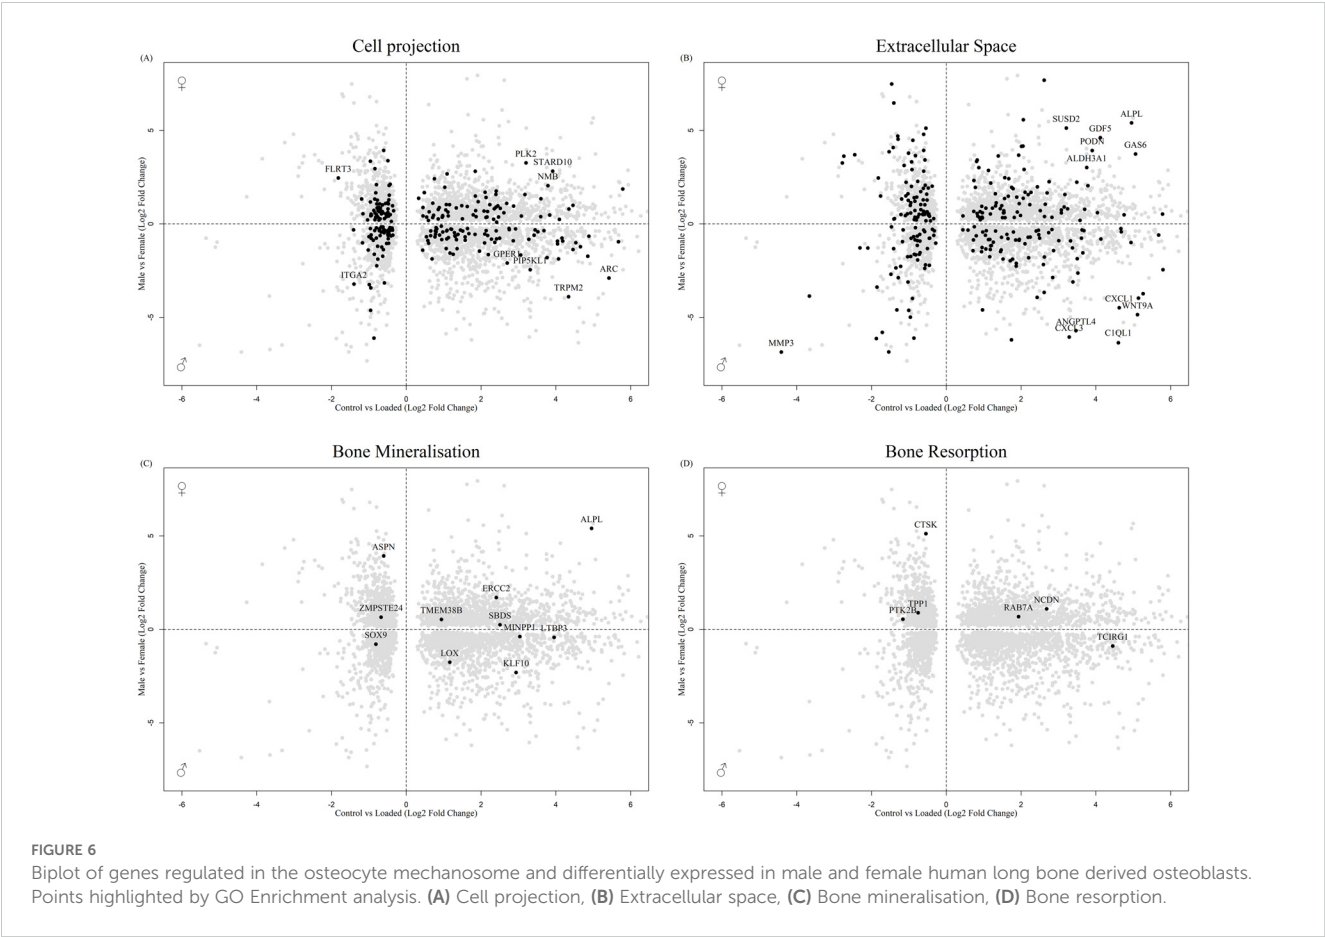 Cell projection
(A)
♀
PLK2
STARD10
FLRT3
NMB
GPER1
PIP5KL1
ITGA2
ARC
TRPM2
♂
Male vs Female (Log2 Fold Change)
5
0
-5
-6 -4 -2 0 2 4 6
Control vs Loaded (Log2 Fold Change)
Extracellular Space
(B)
♀
SUSD2
ALPL
GDF5
PODN
GAS6
ALDH3A1
CXCL1
WNT9A
ANGPTL4
CXCL3
C1QL1
MMP3
♂
Male vs Female (Log2 Fold Change)
5
0
-5
-6 -4 -2 0 2 4 6
Control vs Loaded (Log2 Fold Change)
Bone Mineralisation
(C)
♀
ALPL
ASPN
ERCC2
ZMPSTE24
TMEM38B
SBDS
MINPP1
LTBP3
SOX9
LOX
KLF10
♂
Male vs Female (Log2 Fold Change)
5
0
-5
-6 -4 -2 0 2 4 6
Control vs Loaded (Log2 Fold Change)
Bone Resorption
(D)
♀
CTSK
TPP1
PTK2B
NCDN
RAB7A
TCIRG1
♂
Male vs Female (Log2 Fold Change)
5
0
-5
-6 -4 -2 0 2 4 6
Control vs Loaded (Log2 Fold Change)
FIGURE 6
Biplot of genes regulated in the osteocyte mechanosome and differentially expressed in male and female human long bone derived osteoblasts.
Points highlighted by GO Enrichment analysis. (A) Cell projection, (B) Extracellular space, (C) Bone mineralisation, (D) Bone resorption.